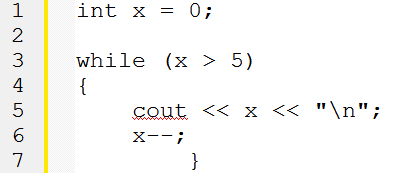 1 int x = 0;
2
3 while (x > 5)
4 {
5 cout << x << "\n";
6 x--;
7 }